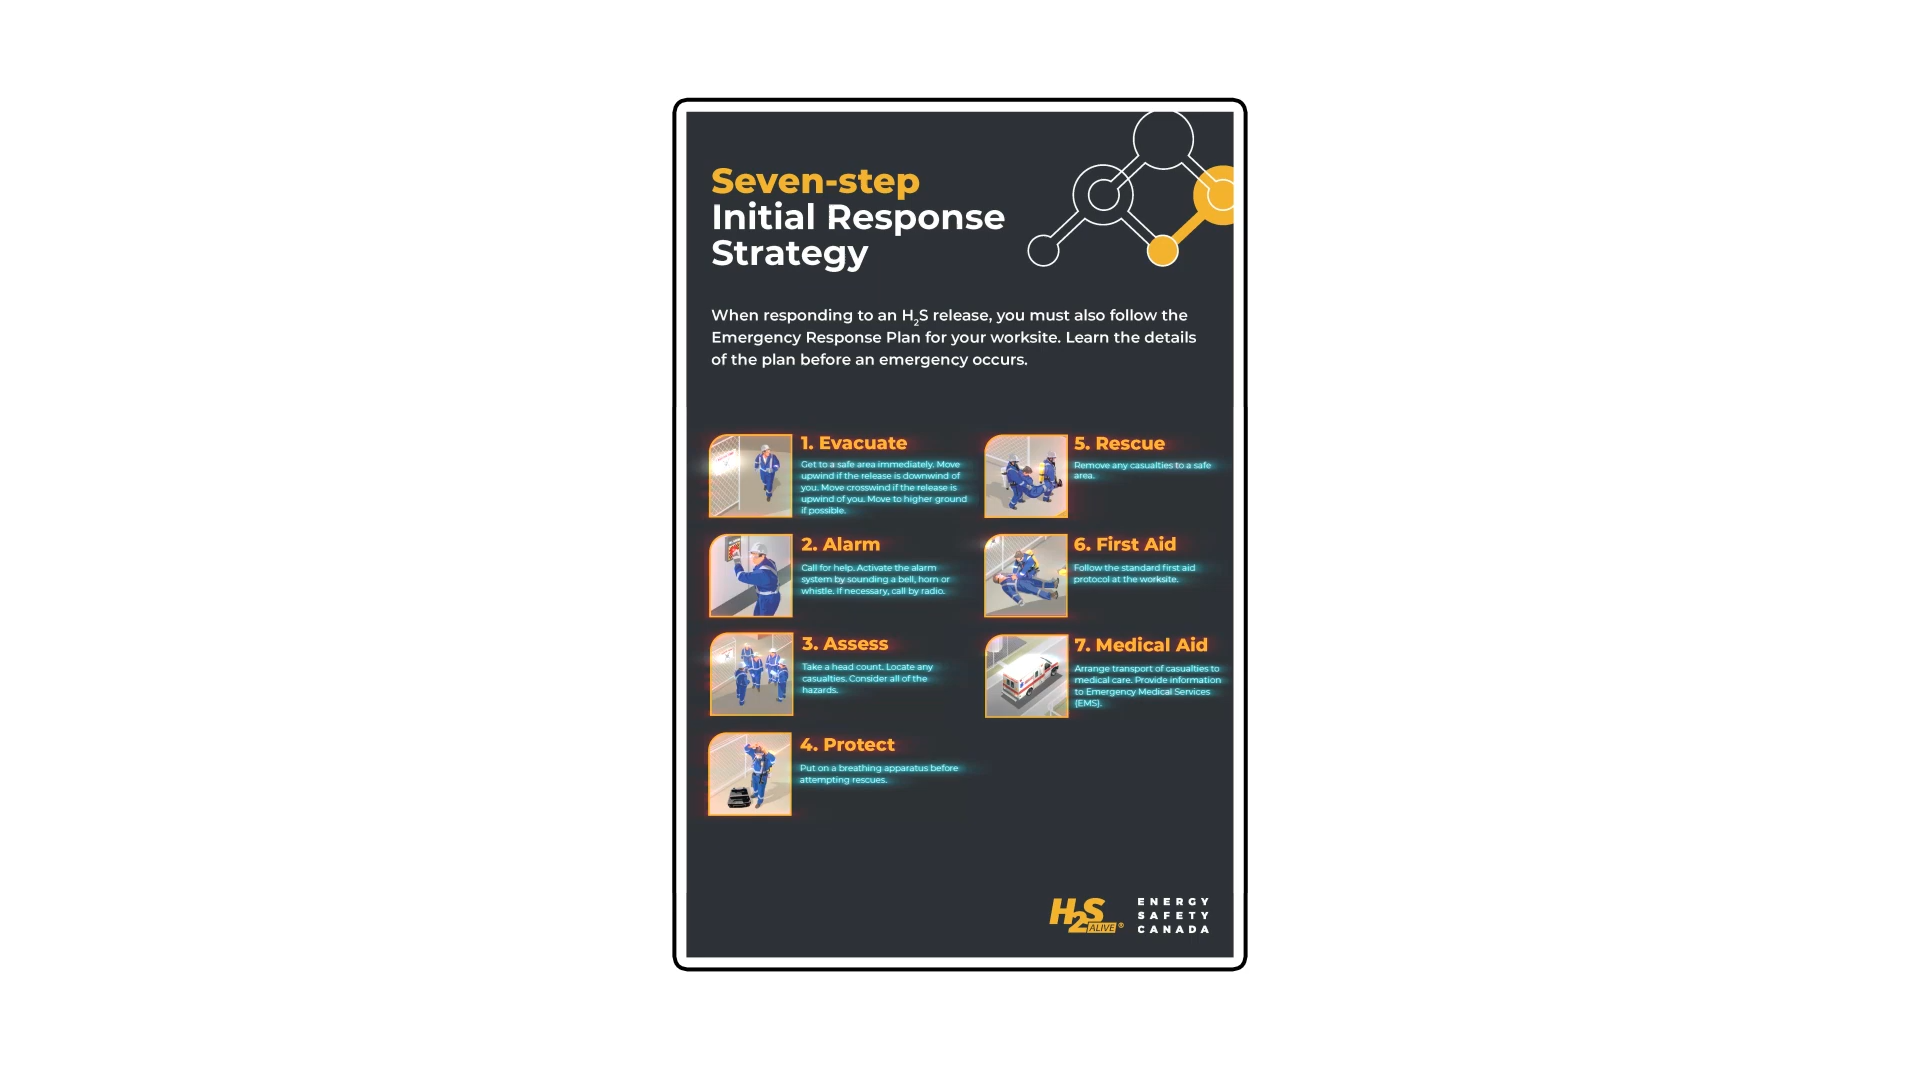 Seven-step
Initial Response
Strategy
When responding to an H₂S release, you must also follow the
Emergency Response Plan for your worksite. Learn the details
of the plan before an emergency occurs.
1. Evacuate
Get to a safe area immediately. Move
upwind if the release is downwind of
you. Move crosswind if the release is
upwind of you. Move to higher ground
if possible.
2. Alarm
Call for help. Activate the alarm
system by sounding a bell, horn or
whistle. If necessary, call by radio.
3. Assess
Take a head count. Locate any
casualties. Consider all of the
hazards.
4. Protect
Put on a breathing apparatus before
attempting rescues.
5. Rescue
Remove any casualties to a safe
area.
6. First Aid
Follow the standard first aid
protocol at the worksite.
7. Medical Aid
Arrange transport of casualties to
medical care. Provide information
to Emergency Medical Services
(EMS).
H2S
ALIVE®
ENERGY
SAFETY
CANADA